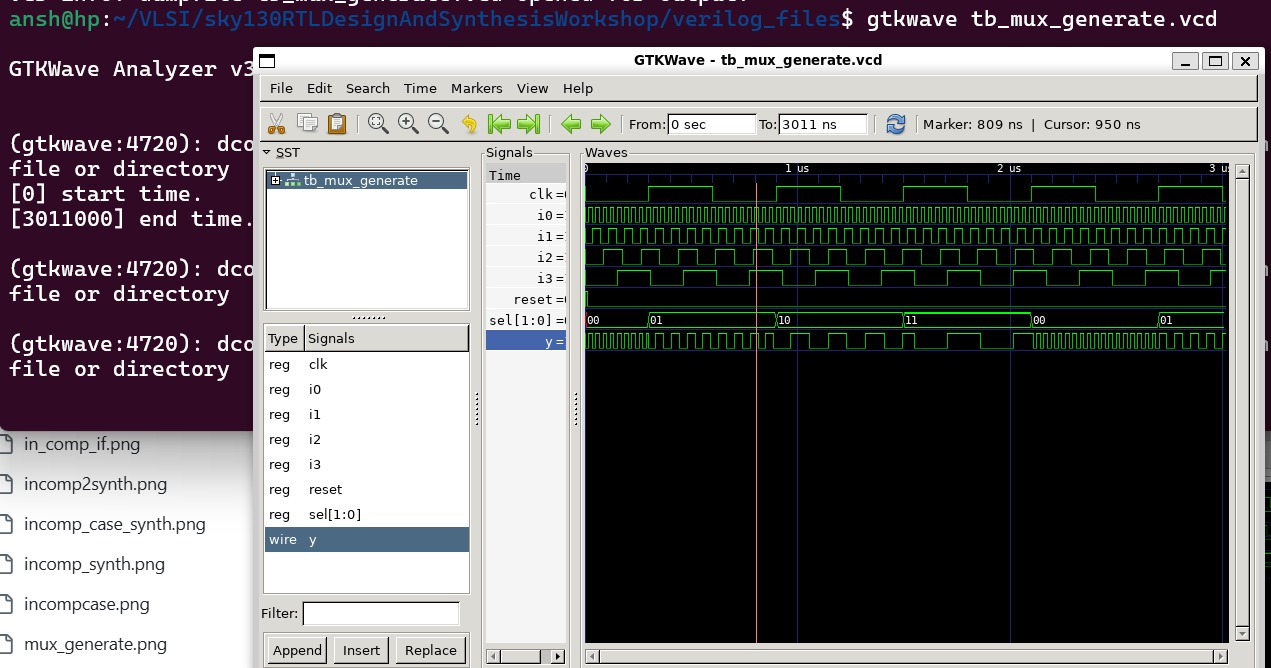 ansh@hp:~/VLSI/sky130RTLDesignAndSynthesisWorkshop/verilog_files$ gtkwave tb_mux_generate.vcd
GTKWave Analyzer v3
(gtkwave:4720): dco
file or directory
[0] start time.
[3011000] end time.
(gtkwave:4720): dco
file or directory
(gtkwave:4720): dco
file or directory
in_comp_if.png
incomp2synth.png
incomp_case_synth.png
incomp_synth.png
incompcase.png
mux_generate.png
GTKWave - tb_mux_generate.vcd
File Edit Search Time Markers View Help
From: 0 sec To: 3011 ns Marker: 809 ns | Cursor: 950 ns
SST
tb_mux_generate
Type Signals
reg clk
reg i0
reg i1
reg i2
reg i3
reg reset
reg sel[1:0]
wire y
Filter:
Append Insert Replace
Signals
Time
clk =
i0 =
i1 =
i2 =
i3 =
reset =
sel[1:0] =
y =
Waves
1 us 2 us 3 us
00 01 10 11 00 01